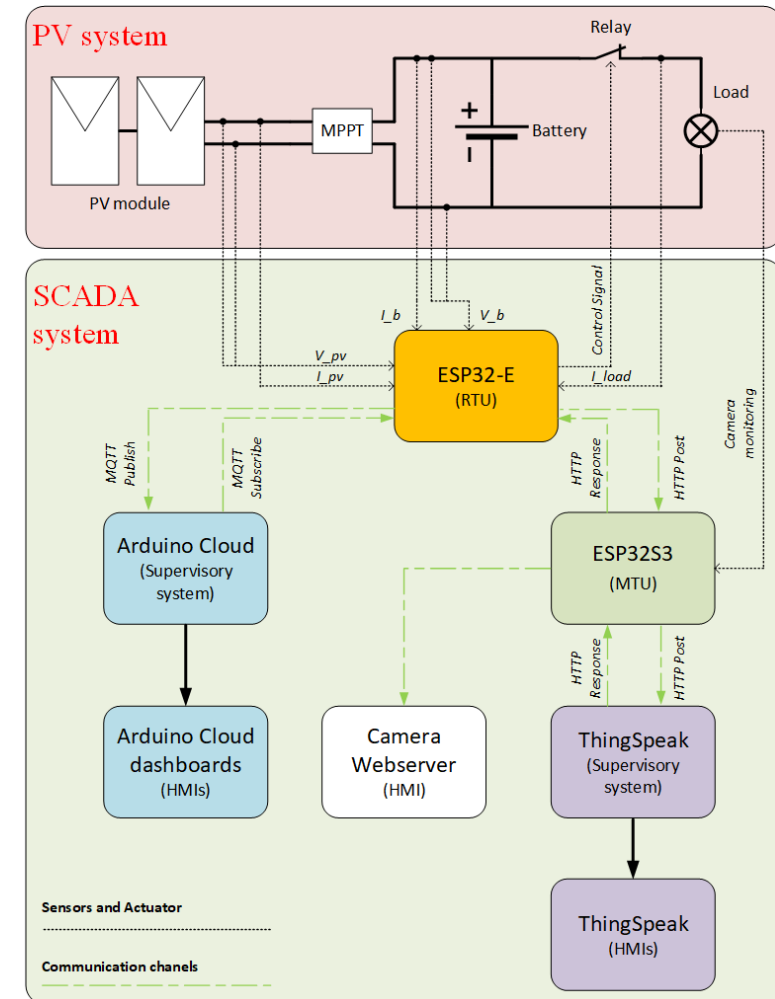 PV system
Relay
Load
MPPT
Battery
PV module
SCADA
system
I_b
V_b
Control Signal
V_pv
I_pv
ESP32-E
(RTU)
I_load
Camera
monitoring
MQTT
Publish
MQTT
Subscribe
HTTP
Response
HTTP Post
Arduino Cloud
(Supervisory
system)
ESP32S3
(MTU)
HTTP
Response
HTTP Post
Arduino Cloud
dashboards
(HMIs)
Camera
Webserver
(HMI)
ThingSpeak
(Supervisory
system)
ThingSpeak
(HMIs)
Sensors and Actuator
Communication chanels